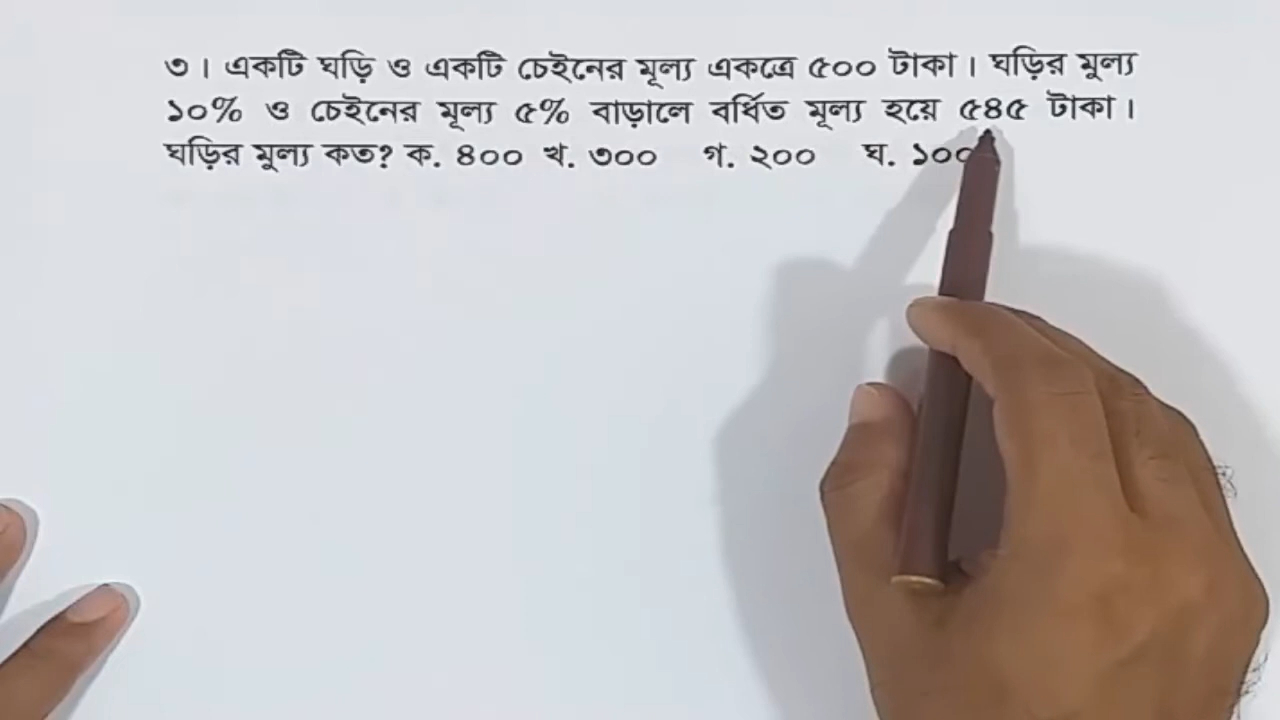 ৩। একটি ঘড়ি ও একটি চেইনের মূল্য একত্রে ৫০০ টাকা। ঘড়ির মুল্য
১০% ও চেইনের মূল্য ৫% বাড়ালে বর্ধিত মূল্য হয়ে ৫৪৫ টাকা।
ঘড়ির মুল্য কত? ক. ৪০০ খ. ৩০০ গ. ২০০ ঘ. ১০০